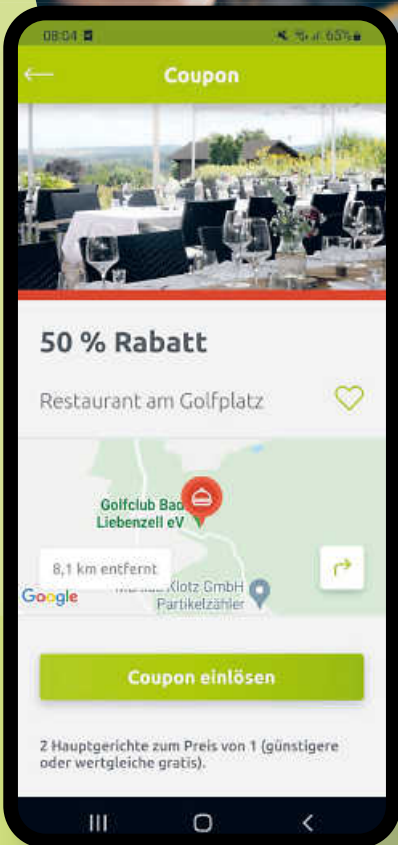 08:04
65%
Coupon
50 % Rabatt
Restaurant am Golfplatz
Golfclub Bad
Liebenzell eV
8,1 km entfernt
Klotz GmbH
Partikelzähler
Google
Coupon einlösen
2 Hauptgerichte zum Preis von 1 (günstigere
oder wertgleiche gratis).